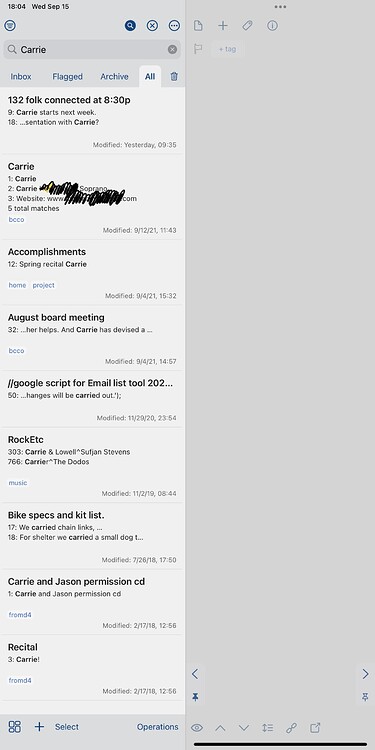 18:04 Wed Sep 15
Carrie
Inbox Flagged Archive All
+ tag
132 folk connected at 8:30p
9: Carrie starts next week.
18: ...sentation with Carrie?
Modified: Yesterday, 09:35
Carrie
1: Carrie
2: Carrie Soprano
3: Website: www com
5 total matches
bcco
Modified: 9/12/21, 11:43
Accomplishments
12: Spring recital Carrie
home project
Modified: 9/4/21, 15:32
August board meeting
32: ...her helps. And Carrie has devised a ...
bcco
Modified: 9/4/21, 14:57
//google script for Email list tool 202...
50: ...hanges will be carried out.');
Modified: 11/29/20, 23:54
RockEtc
303: Carrie & Lowell^Sufjan Stevens
766: Carrier^The Dodos
music
Modified: 11/2/19, 08:44
Bike specs and kit list.
17: We carried chain links, ...
18: For shelter we carried a small dog t...
Modified: 7/26/18, 17:50
Carrie and Jason permission cd
1: Carrie and Jason permission cd
fromd4
Modified: 2/17/18, 12:56
Recital
3: Carrie!
fromd4
Modified: 2/17/18, 12:56
Select Operations